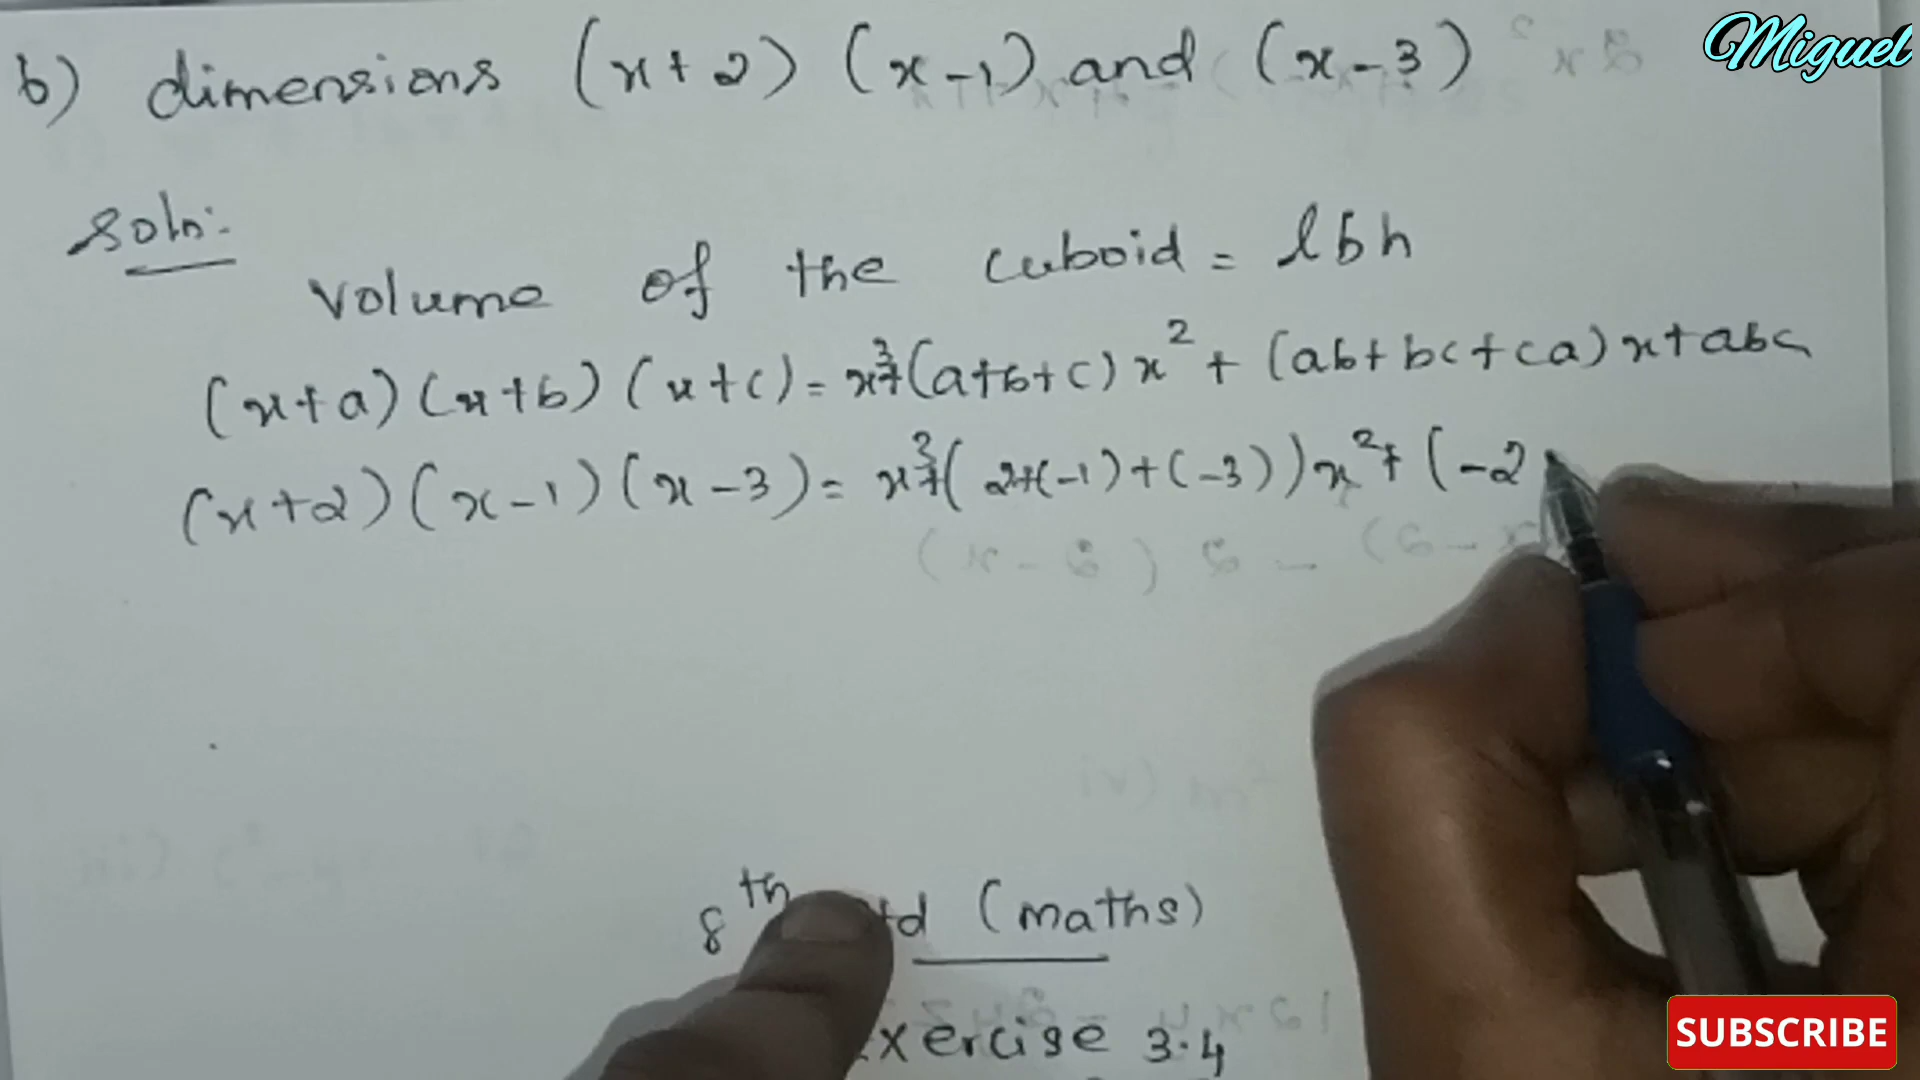 Miguel
b) dimensions (x+2) (x-1) and (x-3)
Soln:-
Volume of the cuboid = lbh
(x+a) (x+b) (x+c) = x³+(a+b+c) x² + (ab+bc+ca) x+abc
(x+2) (x-1) (x-3) = x³+(2+(-1)+(-3))x²+ (-2
8th std (maths)
Exercise 3.4
SUBSCRIBE